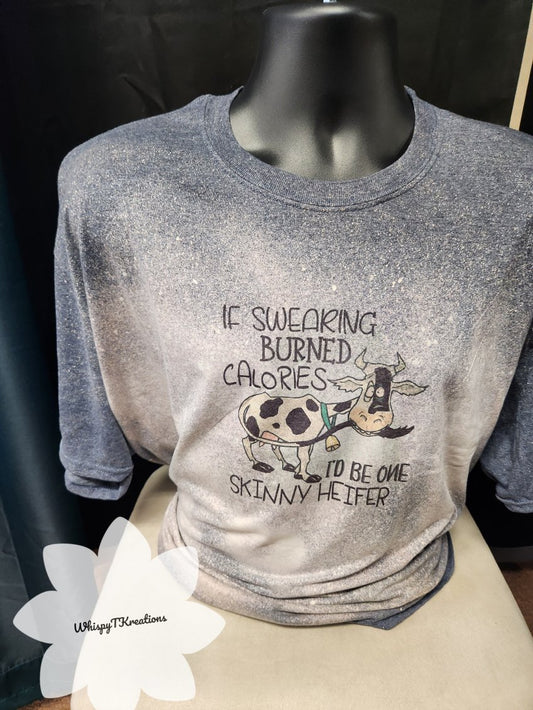 IF SWEARING
BURNED
CALORIES
I'D BE ONE
SKINNY HEIFER
WhispyTKreations